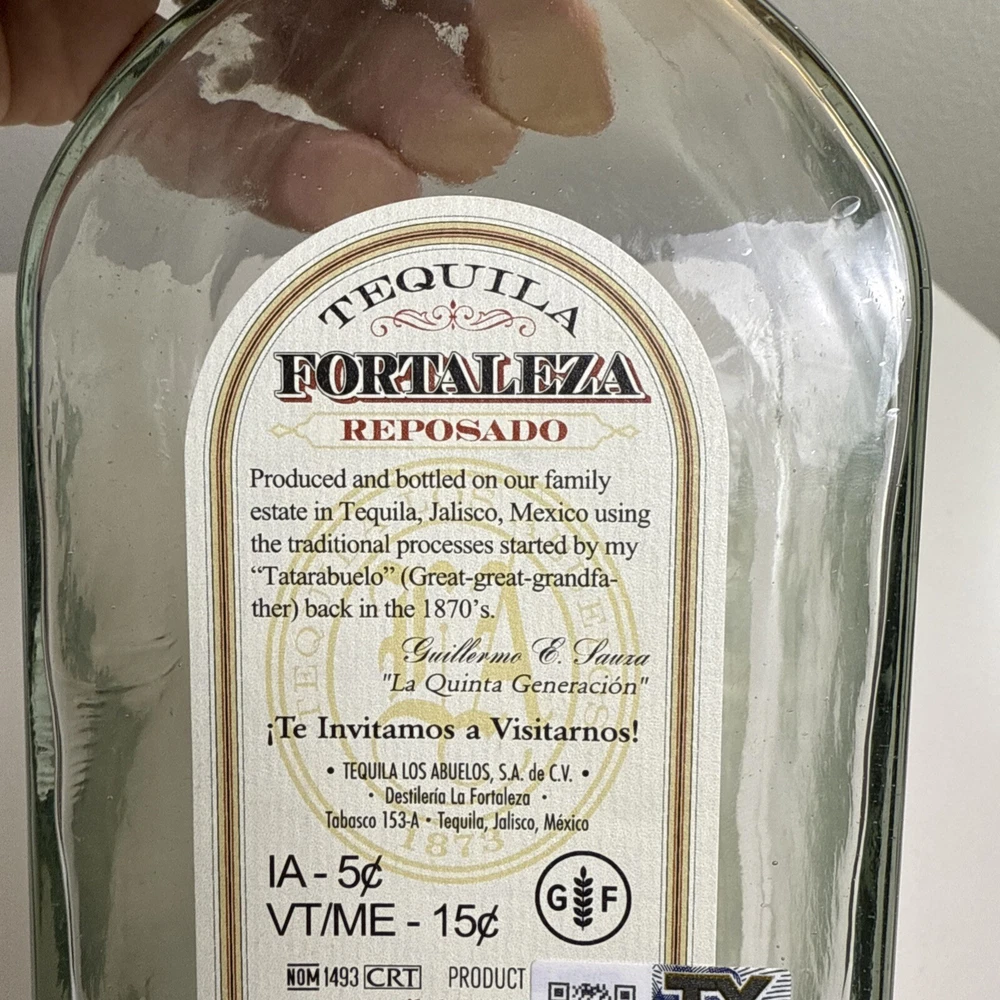 TEQUILA
FORTALEZA
REPOSADO
Produced and bottled on our family
estate in Tequila, Jalisco, Mexico using
the traditional processes started by my
“Tatarabuelo” (Great-great-grandfa-
ther) back in the 1870’s.
Guillermo E. Sauza
"La Quinta Generación"
¡Te Invitamos a Visitarnos!
• TEQUILA LOS ABUELOS, S.A. de C.V. •
· Destilería La Fortaleza ·
Tabasco 153-A • Tequila, Jalisco, México
1873
IA - 5¢
VT/ME - 15¢
G F
NOM 1493 CRT PRODUCT